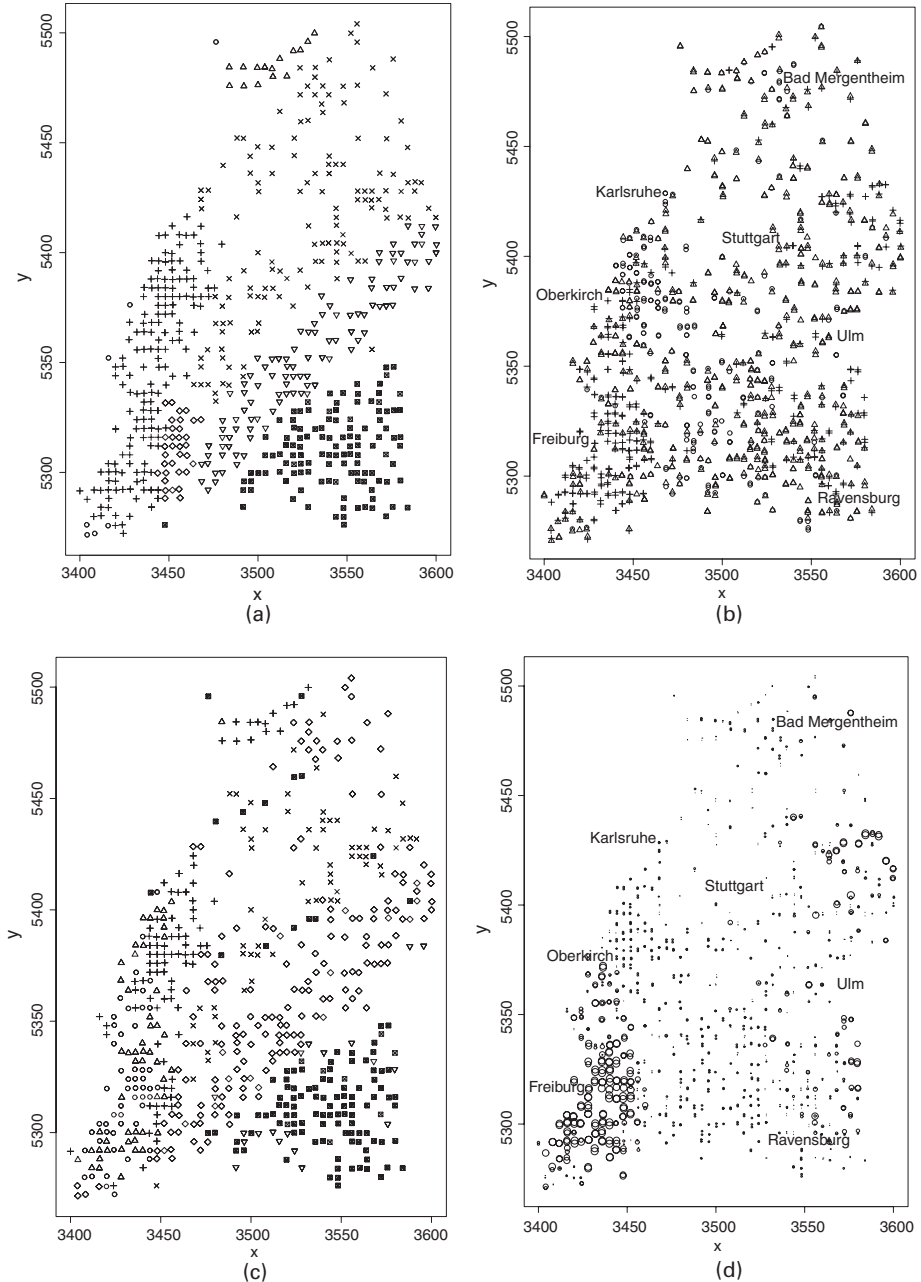 5500
5450
5400
5350
5300
y
3400
3450
3500
3550
3600
x
(a)
5500
5450
5400
5350
5300
y
Bad Mergentheim
Karlsruhe
Stuttgart
Oberkirch
Ulm
Freiburg
Ravensburg
3400
3450
3500
3550
3600
x
(b)
5500
5450
5400
5350
5300
y
3400
3450
3500
3550
3600
x
(c)
5500
5450
5400
5350
5300
y
Bad Mergentheim
Karlsruhe
Stuttgart
Oberkirch
Ulm
Freiburg
Ravensburg
3400
3450
3500
3550
3600
x
(d)